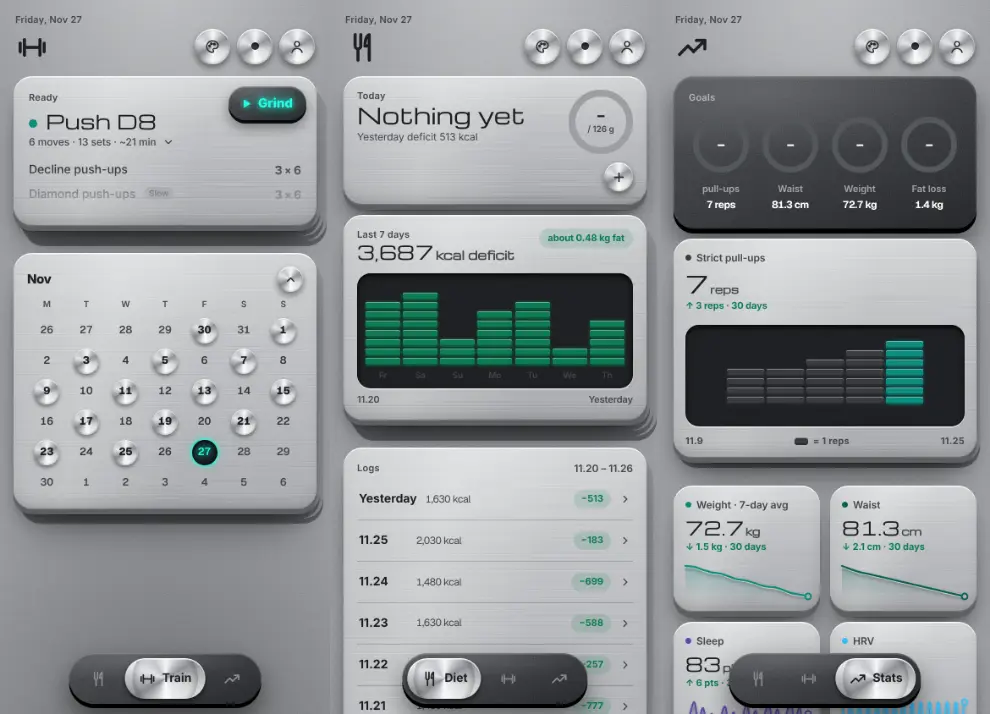 Friday, Nov 27
Ready
Grind
Push D8
6 moves · 13 sets · ~21 min
Decline push-ups 3 × 6
Diamond push-ups Slow 3 × 6
Nov
M T W T F S S
26 27 28 29 30 31 1
2 3 4 5 6 7 8
9 10 11 12 13 14 15
16 17 18 19 20 21 22
23 24 25 26 27 28 29
30 1 2 3 4 5 6
Train
Friday, Nov 27
Today
Nothing yet
Yesterday deficit 513 kcal
-
/ 126 g
Last 7 days
about 0.48 kg fat
3,687 kcal deficit
Fr Sa Su Mo Tu We Th
11.20 Yesterday
Logs 11.20 – 11.26
Yesterday 1,630 kcal -513
11.25 2,030 kcal -183
11.24 1,480 kcal -699
11.23 1,630 kcal -588
11.22 -257
11.21 -777
Diet
Friday, Nov 27
Goals
- - - -
pull-ups Waist Weight Fat loss
7 reps 81.3 cm 72.7 kg 1.4 kg
Strict pull-ups
7 reps
↑ 3 reps · 30 days
11.9 = 1 reps 11.25
Weight · 7-day avg
72.7 kg
↓ 1.5 kg · 30 days
Waist
81.3 cm
↓ 2.1 cm · 30 days
Sleep
83
↑ 6 pts ·
HRV
Stats